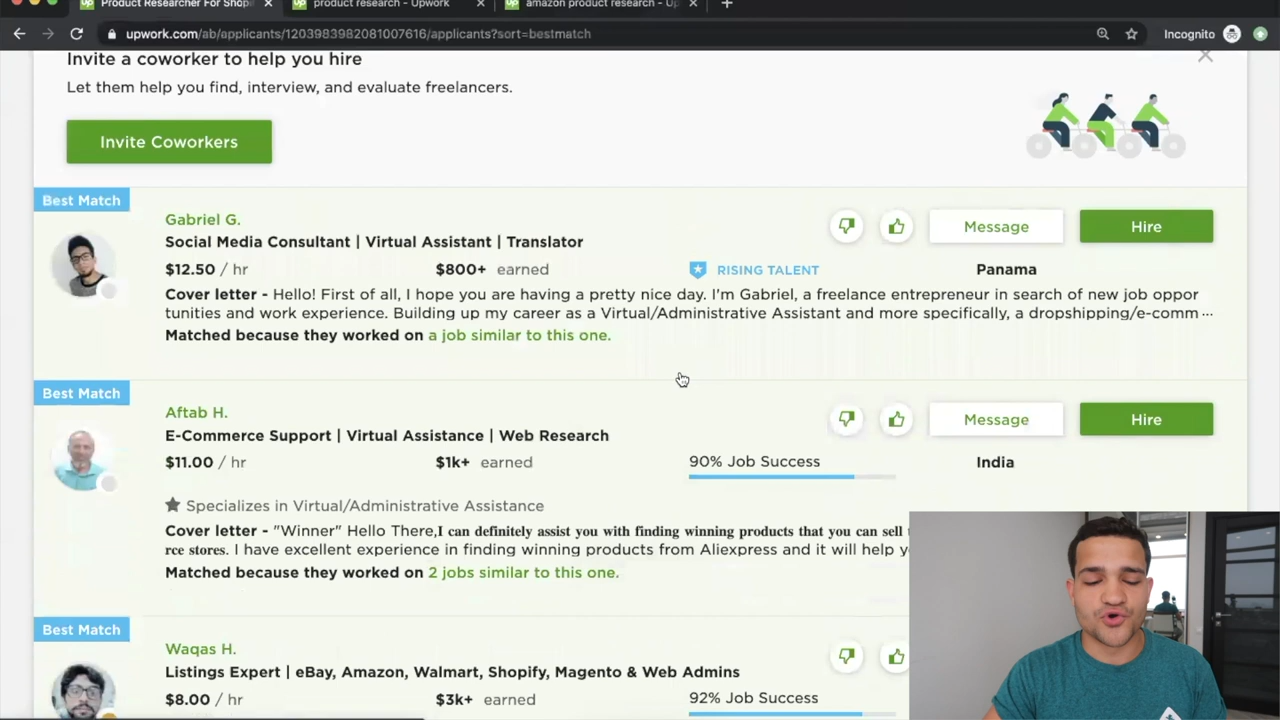 Product Researcher For Shopi
product research - Upwork
amazon product research - Up
upwork.com/ab/applicants/1203983982081007616/applicants?sort=bestmatch
Incognito
Invite a coworker to help you hire
Let them help you find, interview, and evaluate freelancers.
Invite Coworkers
Best Match
Gabriel G.
Message
Hire
Social Media Consultant | Virtual Assistant | Translator
$12.50 / hr
$800+ earned
RISING TALENT
Panama
Cover letter - Hello! First of all, I hope you are having a pretty nice day. I'm Gabriel, a freelance entrepreneur in search of new job oppor
tunities and work experience. Building up my career as a Virtual/Administrative Assistant and more specifically, a dropshipping/e-comm ...
Matched because they worked on a job similar to this one.
Best Match
Aftab H.
Message
Hire
E-Commerce Support | Virtual Assistance | Web Research
$11.00 / hr
$1k+ earned
90% Job Success
India
Specializes in Virtual/Administrative Assistance
Cover letter - "Winner" Hello There,I can definitely assist you with finding winning products that you can sell
rce stores. I have excellent experience in finding winning products from Aliexpress and it will help
Matched because they worked on 2 jobs similar to this one.
Best Match
Waqas H.
Listings Expert | eBay, Amazon, Walmart, Shopify, Magento & Web Admins
$8.00 / hr
$3k+ earned
92% Job Success